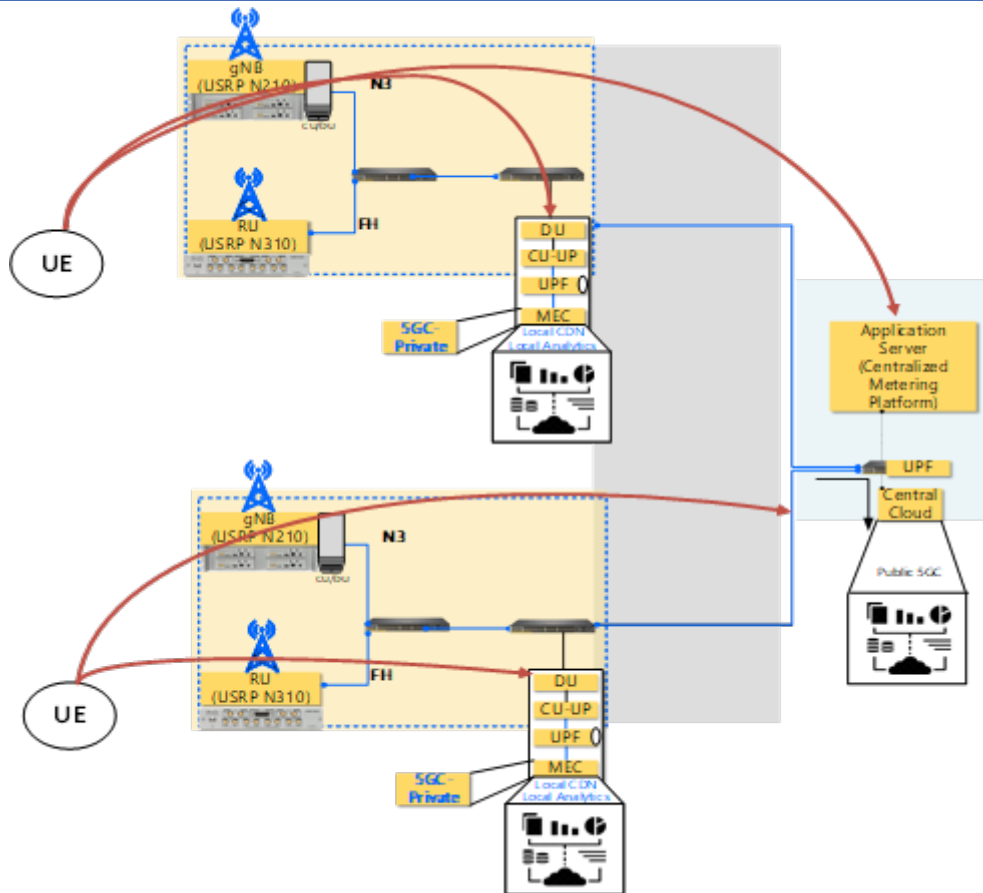 gNB
(USRP N210)
cu/du
N3
RU
(USRP N310)
FH
UE
DU
CU-UP
UPF
MEC
5GC-
Private
Local CDN
Local Analytics
Application
Server
(Centralized
Metering
Platform)
UPF
Central
Cloud
Public 5GC
gNB
(USRP N210)
cu/du
N3
RU
(USRP N310)
FH
UE
DU
CU-UP
UPF
MEC
5GC-
Private
Local CDN
Local Analytics